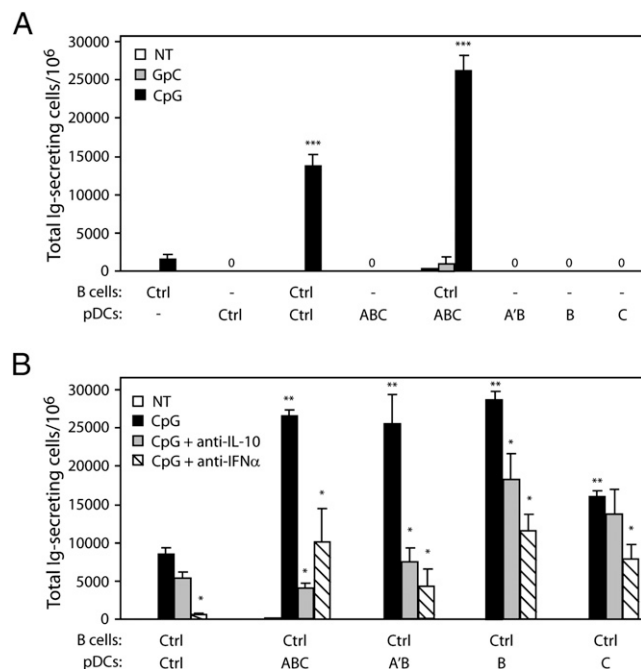 A
Total Ig-secreting cells/10⁶
30000
25000
20000
15000
10000
5000
0
NT
GpC
CpG
*** ***
0 0 0 0 0
B cells: Ctrl - Ctrl - Ctrl - - -
pDCs: - Ctrl Ctrl ABC ABC A'B B C
B
Total Ig-secreting cells/10⁶
30000
25000
20000
15000
10000
5000
0
NT
CpG
CpG + anti-IL-10
CpG + anti-IFNα
* ** * * ** * * ** * * ** *
B cells: Ctrl Ctrl Ctrl Ctrl Ctrl
pDCs: Ctrl ABC A'B B C